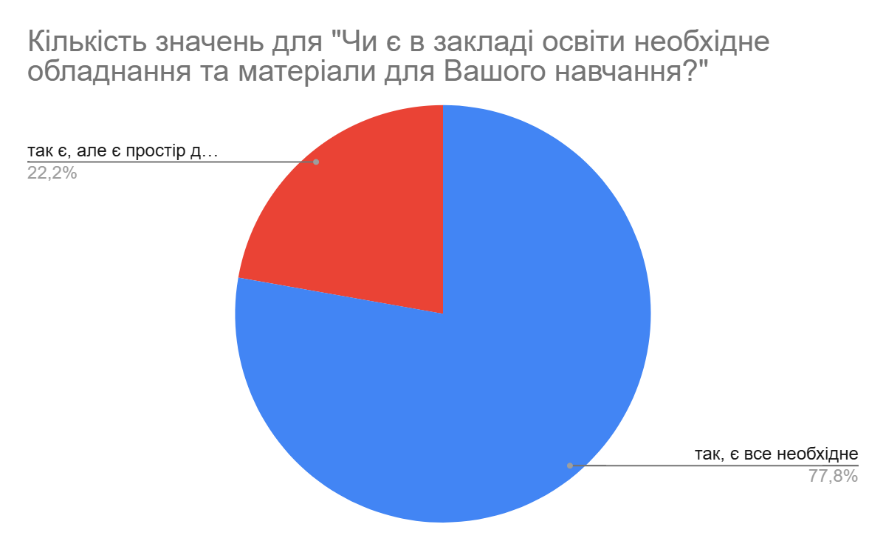 Кількість значень для "Чи є в закладі освіти необхідне
обладнання та матеріали для Вашого навчання?"
так є, але є простір д…
22,2%
так, є все необхідне
77,8%